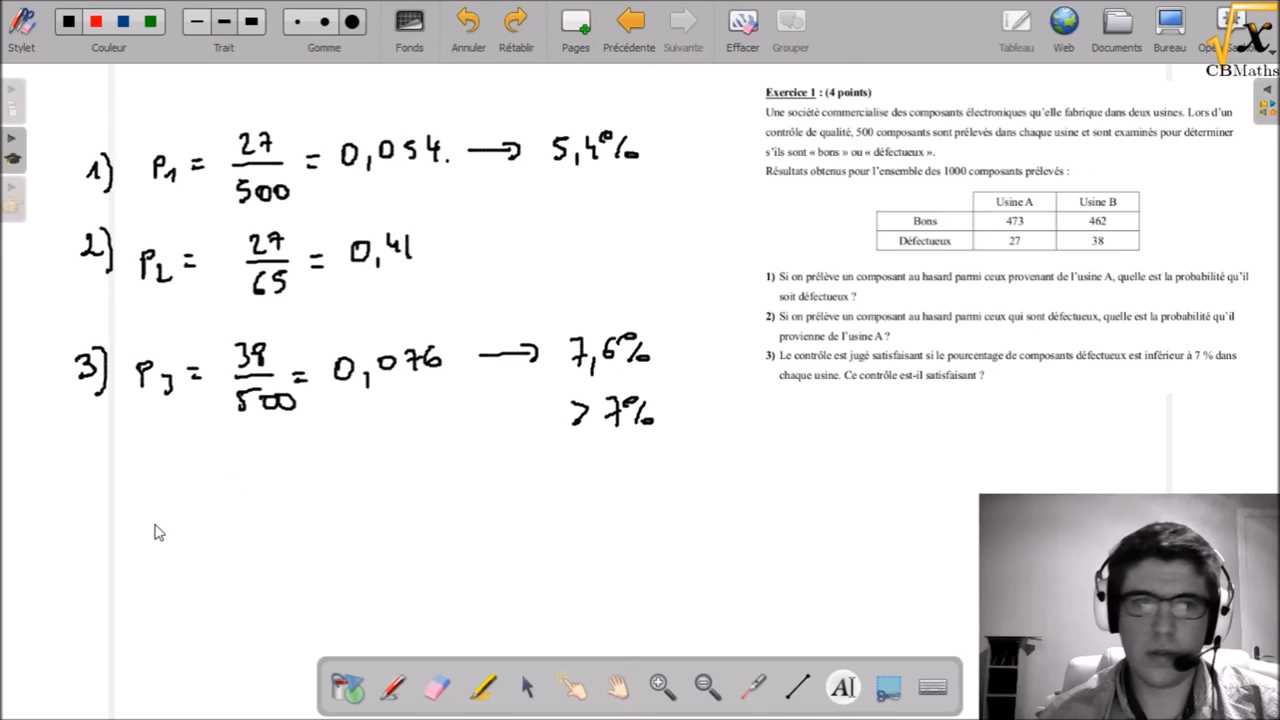 Stylet
Couleur
Trait
Gomme
Fonds
Annuler
Rétablir
Pages
Précédente
Suivante
Effacer
Grouper
Tableau
Web
Documents
Bureau
√x
CBMaths
1) P1 = 27/500 = 0,054. → 5,4%
2) P2 = 27/65 = 0,41
3) P3 = 38/500 = 0,076 → 7,6%
> 7%
Exercice 1 : (4 points)
Une société commercialise des composants électroniques qu'elle fabrique dans deux usines. Lors d'un
contrôle de qualité, 500 composants sont prélevés dans chaque usine et sont examinés pour déterminer
s'ils sont « bons » ou « défectueux ».
Résultats obtenus pour l'ensemble des 1000 composants prélevés :
Usine A Usine B
Bons 473 462
Défectueux 27 38
1) Si on prélève un composant au hasard parmi ceux provenant de l'usine A, quelle est la probabilité qu'il
soit défectueux ?
2) Si on prélève un composant au hasard parmi ceux qui sont défectueux, quelle est la probabilité qu'il
provienne de l'usine A ?
3) Le contrôle est jugé satisfaisant si le pourcentage de composants défectueux est inférieur à 7 % dans
chaque usine. Ce contrôle est-il satisfaisant ?
AI